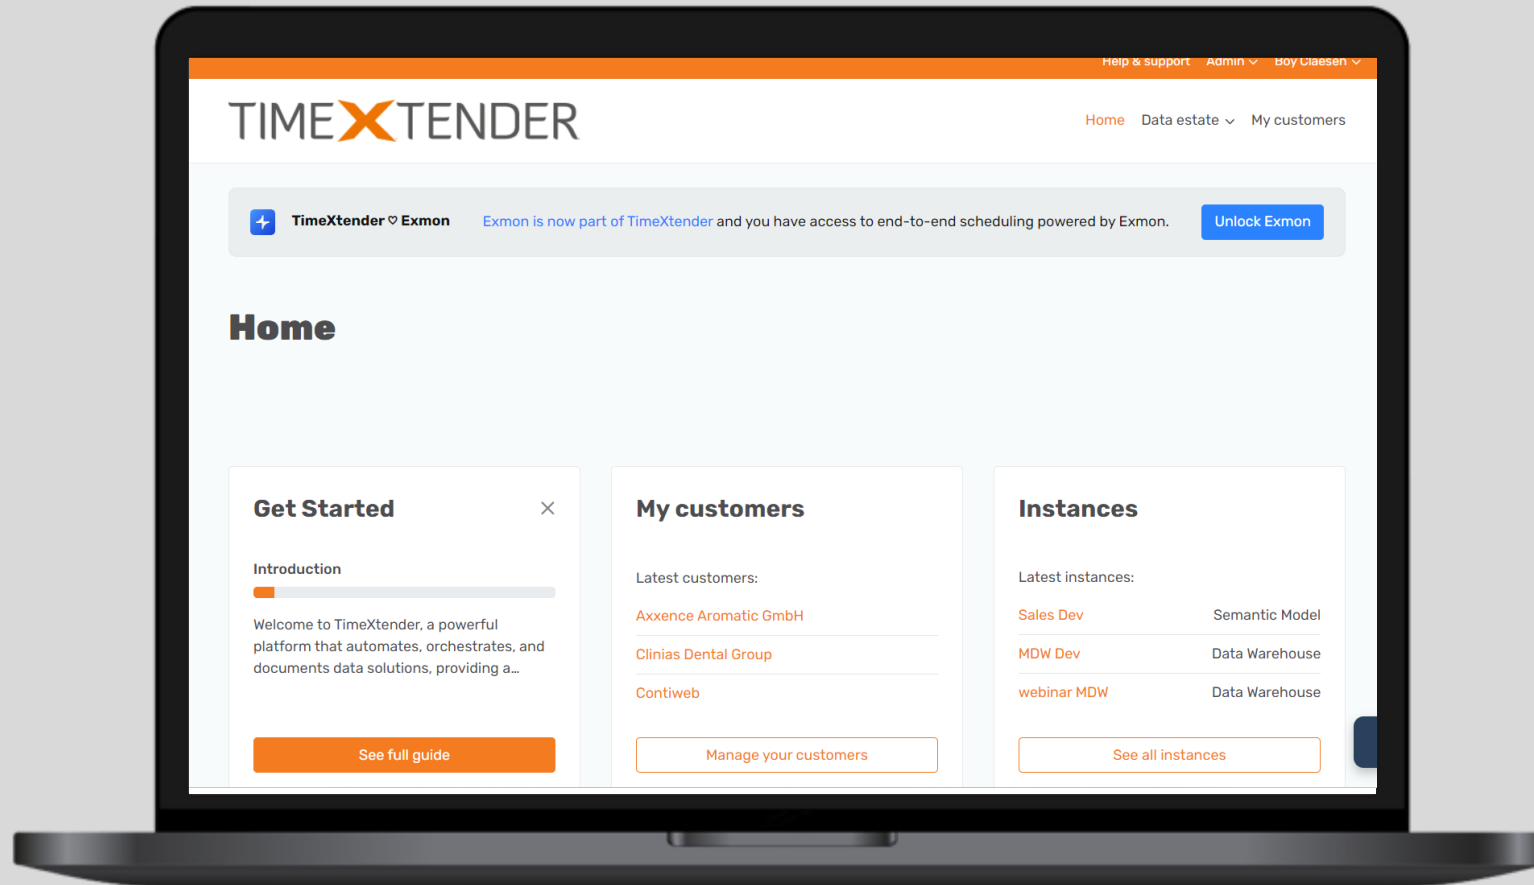 Help & support Admin Boy Claesen
TIMEXTENDER
Home Data estate My customers
TimeXtender ♡ Exmon Exmon is now part of TimeXtender and you have access to end-to-end scheduling powered by Exmon. Unlock Exmon
Home
Get Started
Introduction
Welcome to TimeXtender, a powerful
platform that automates, orchestrates, and
documents data solutions, providing a...
See full guide
My customers
Latest customers:
Axxence Aromatic GmbH
Clinias Dental Group
Contiweb
Manage your customers
Instances
Latest instances:
Sales Dev Semantic Model
MDW Dev Data Warehouse
webinar MDW Data Warehouse
See all instances